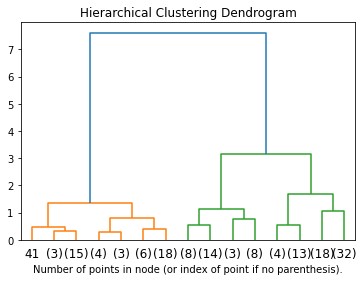 Hierarchical Clustering Dendrogram
7
6
5
4
3
2
1
0
41 (3) (15) (4) (3) (6) (18) (8) (14) (3) (8) (4) (13) (18) (32)
Number of points in node (or index of point if no parenthesis).